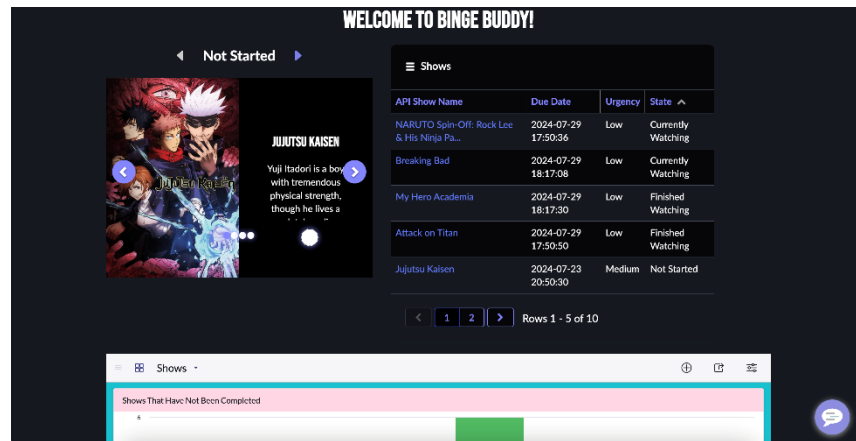 WELCOME TO BINGE BUDDY!
Not Started
Jujutsu Kaisen
JUJUTSU KAISEN
Yuji Itadori is a boy
with tremendous
physical strength,
though he lives a
Shows
API Show Name Due Date Urgency State
NARUTO Spin-Off: Rock Lee
& His Ninja Pa...
2024-07-29
17:50:36
Low
Currently
Watching
Breaking Bad
2024-07-29
18:17:08
Low
Currently
Watching
My Hero Academia
2024-07-29
18:17:30
Low
Finished
Watching
Attack on Titan
2024-07-29
17:50:50
Low
Finished
Watching
Jujutsu Kaisen
2024-07-23
20:50:30
Medium
Not Started
1 2 Rows 1 - 5 of 10
Shows
Shows That Have Not Been Completed
6